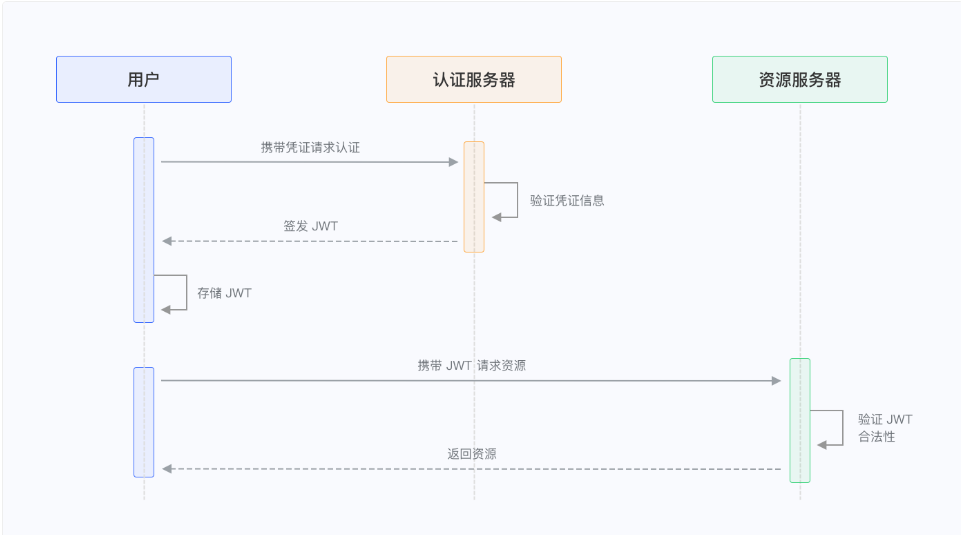 用户
认证服务器
资源服务器
携带凭证请求认证
验证凭证信息
签发 JWT
存储 JWT
携带 JWT 请求资源
验证 JWT
合法性
返回资源